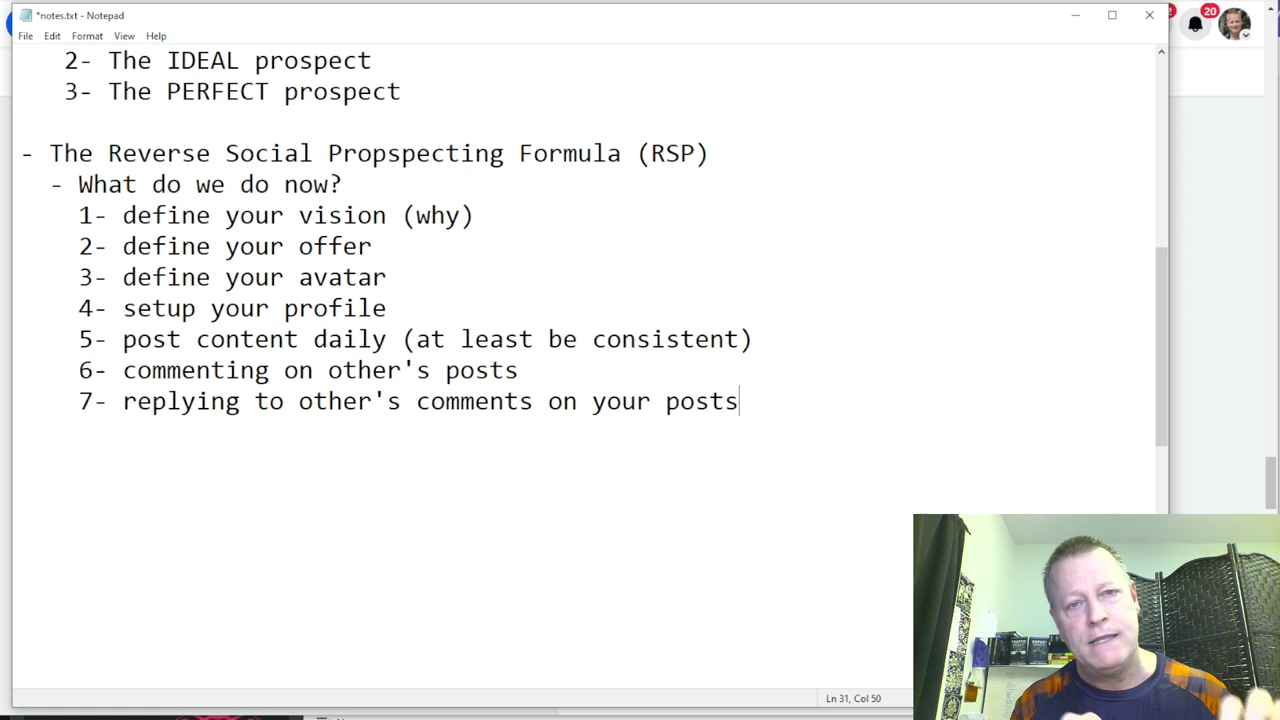 *notes.txt - Notepad
20
File Edit Format View Help
2- The IDEAL prospect
3- The PERFECT prospect
- The Reverse Social Propspecting Formula (RSP)
- What do we do now?
1- define your vision (why)
2- define your offer
3- define your avatar
4- setup your profile
5- post content daily (at least be consistent)
6- commenting on other's posts
7- replying to other's comments on your posts
TRAFFIC
EXPERT
Ln 31, Col 50